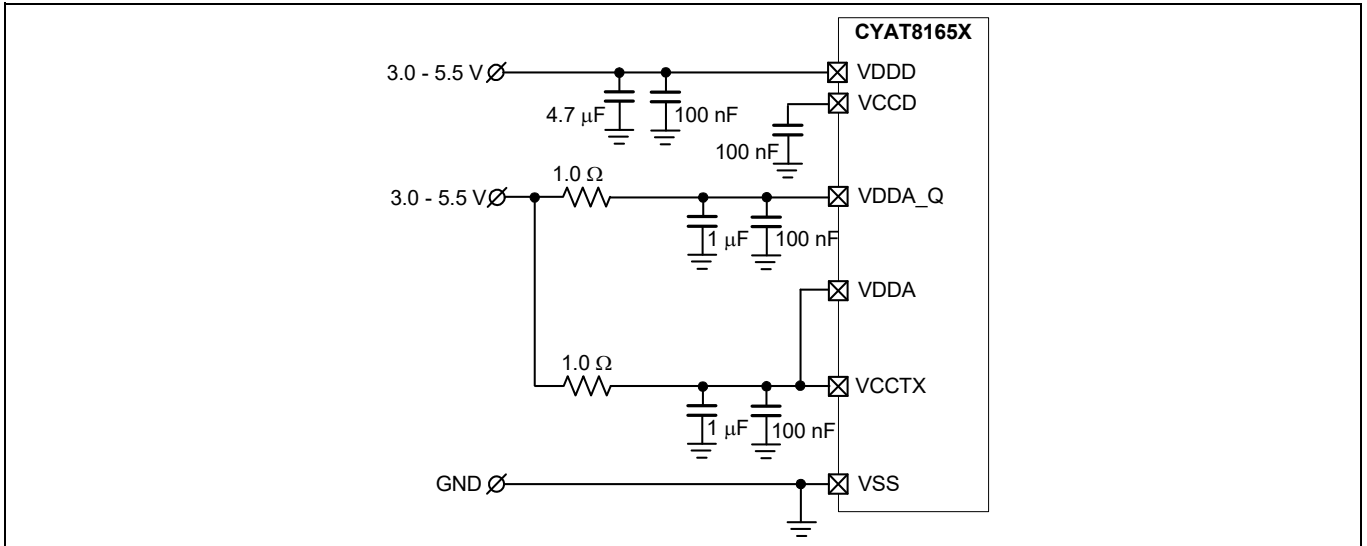 CYAT8165X
3.0 - 5.5 V
VDDD
VCCD
4.7 μF
100 nF
100 nF
1.0 Ω
3.0 - 5.5 V
VDDA_Q
1 μF
100 nF
VDDA
1.0 Ω
VCCTX
1 μF
100 nF
GND
VSS